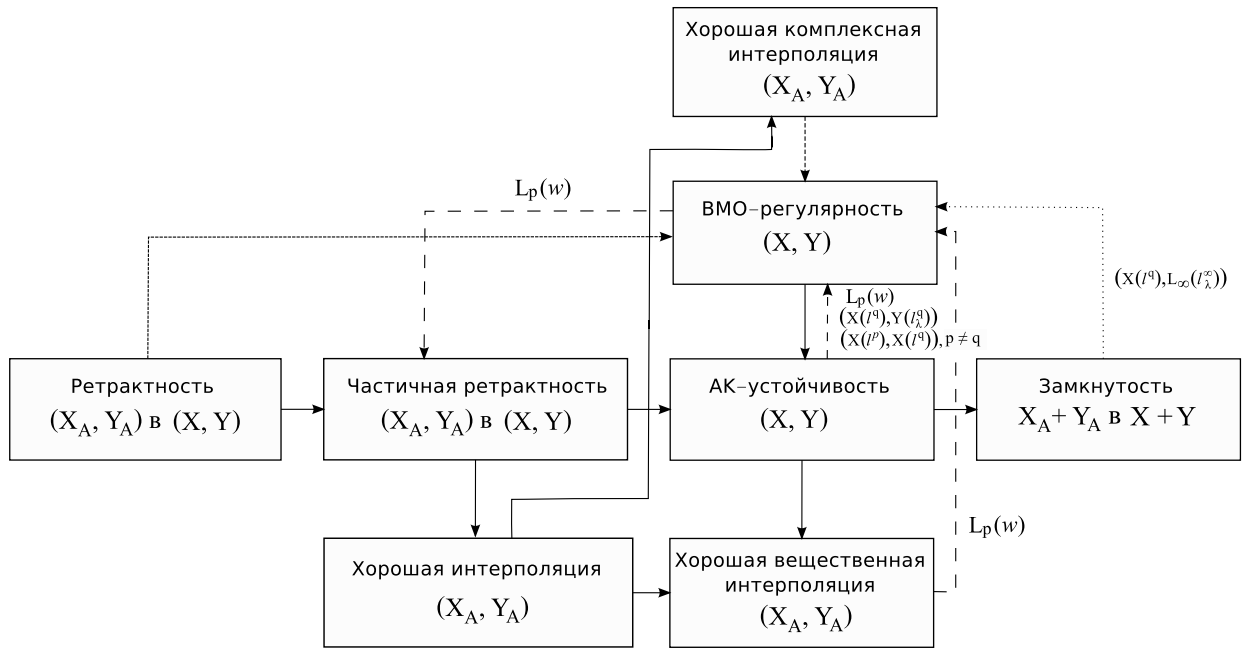 Хорошая комплексная
интерполяция
(X_A, Y_A)
L_p(w)
BMO–регулярность
(X, Y)
(X(l^q),L_∞(l^∞_λ))
L_p(w)
(X(l^q),Y(l^q_λ))
(X(l^p),X(l^q)), p ≠ q
Ретрактность
(X_A, Y_A) в (X, Y)
Частичная ретрактность
(X_A, Y_A) в (X, Y)
AK–устойчивость
(X, Y)
Замкнутость
X_A + Y_A в X + Y
L_p(w)
Хорошая интерполяция
(X_A, Y_A)
Хорошая вещественная
интерполяция
(X_A, Y_A)